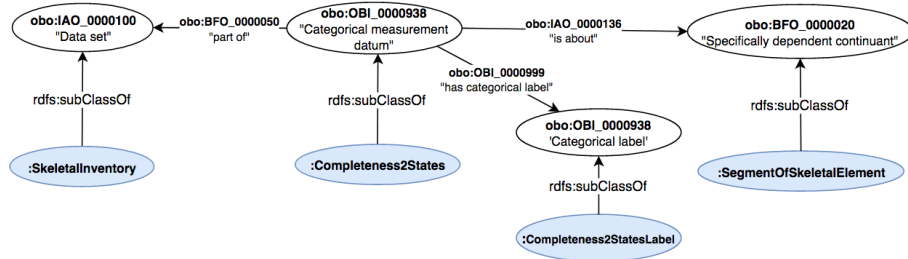 obo:IAO_0000100
"Data set"
obo:BFO_0000050
"part of"
obo:OBI_0000938
"Categorical measurement
datum"
obo:IAO_0000136
"is about"
obo:BFO_0000020
"Specifically dependent continuant"
obo:OBI_0000999
"has categorical label"
rdfs:subClassOf
rdfs:subClassOf
rdfs:subClassOf
obo:OBI_0000938
'Categorical label'
:SkeletalInventory
:Completeness2States
:SegmentOfSkeletalElement
rdfs:subClassOf
:Completeness2StatesLabel